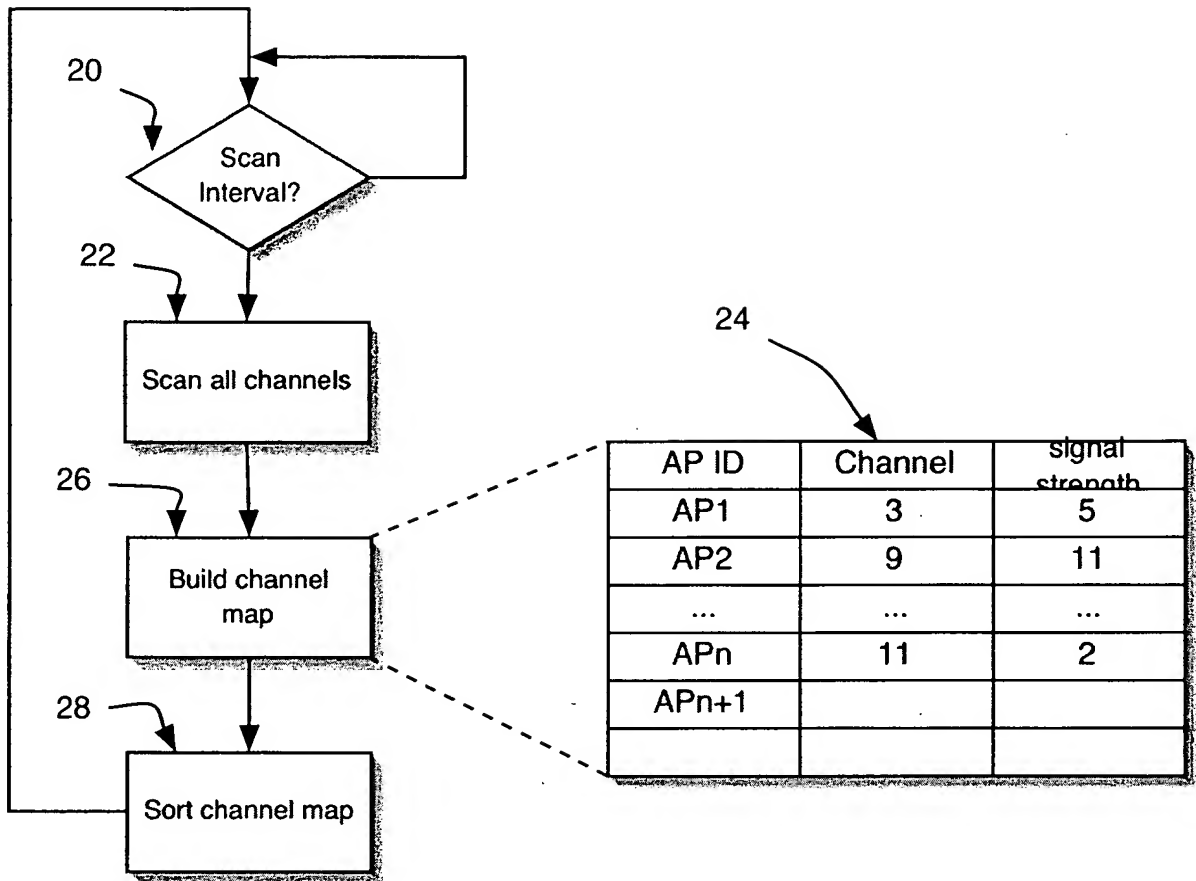 20
Scan
Interval?
22
Scan all channels
24
26
Build channel
map
AP ID Channel signal
strength
AP1 3 5
AP2 9 11
... ... ...
APn 11 2
APn+1
28
Sort channel map